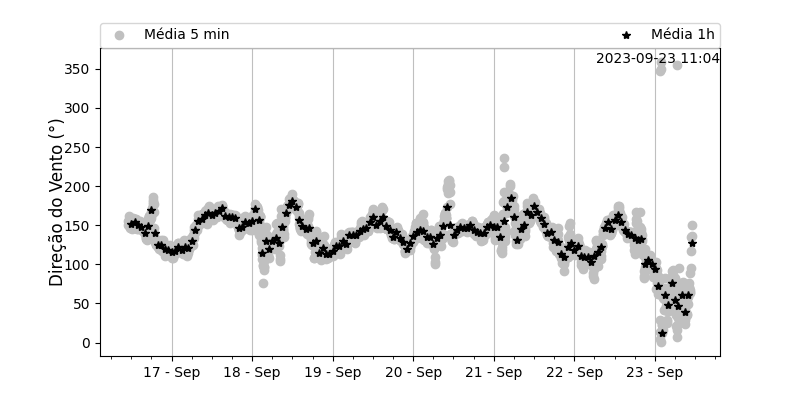 Média 5 min
Média 1h
2023-09-23 11:04
Direção do Vento (°)
350
300
250
200
150
100
50
0
17 - Sep
18 - Sep
19 - Sep
20 - Sep
21 - Sep
22 - Sep
23 - Sep